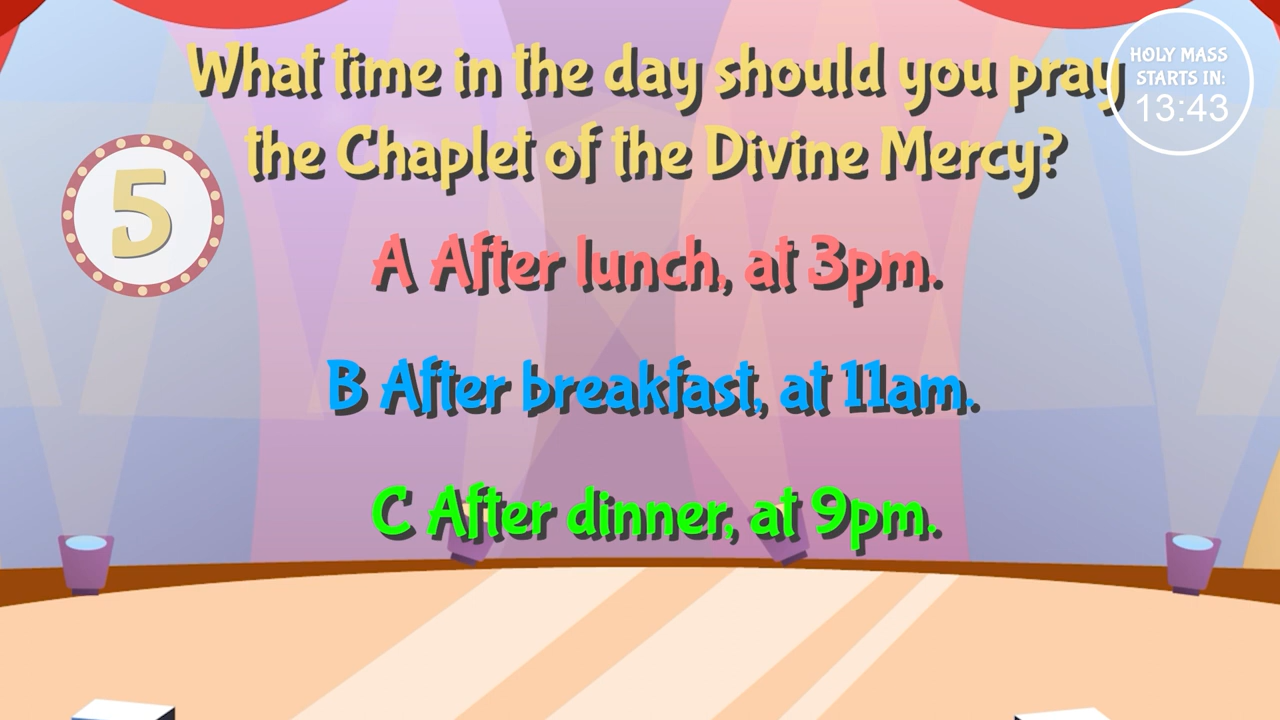 What time in the day should you pray
the Chaplet of the Divine Mercy?
HOLY MASS
STARTS IN:
13:43
5
A After lunch, at 3pm.
B After breakfast, at 11am.
C After dinner, at 9pm.